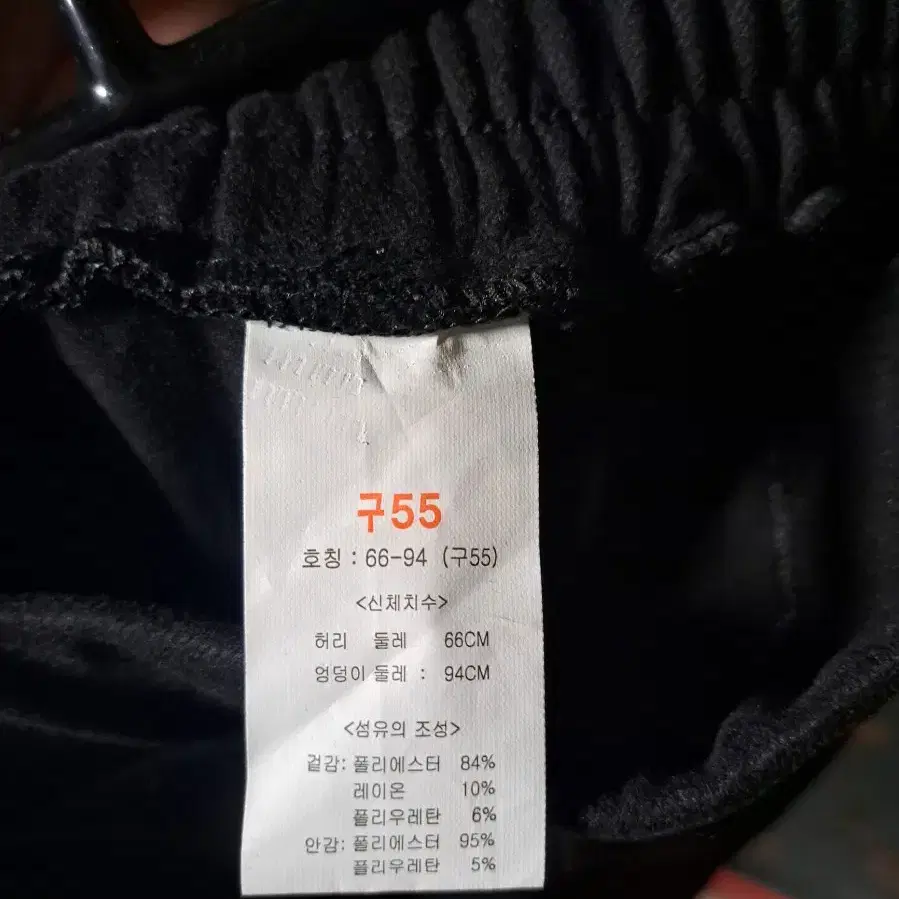 구55
호칭 : 66-94 (구55)
<신체치수>
허리 둘레 66CM
엉덩이 둘레 : 94CM
<섬유의 조성>
겉감: 폴리에스터 84%
레이온 10%
폴리우레탄 6%
안감: 폴리에스터 95%
폴리우레탄 5%